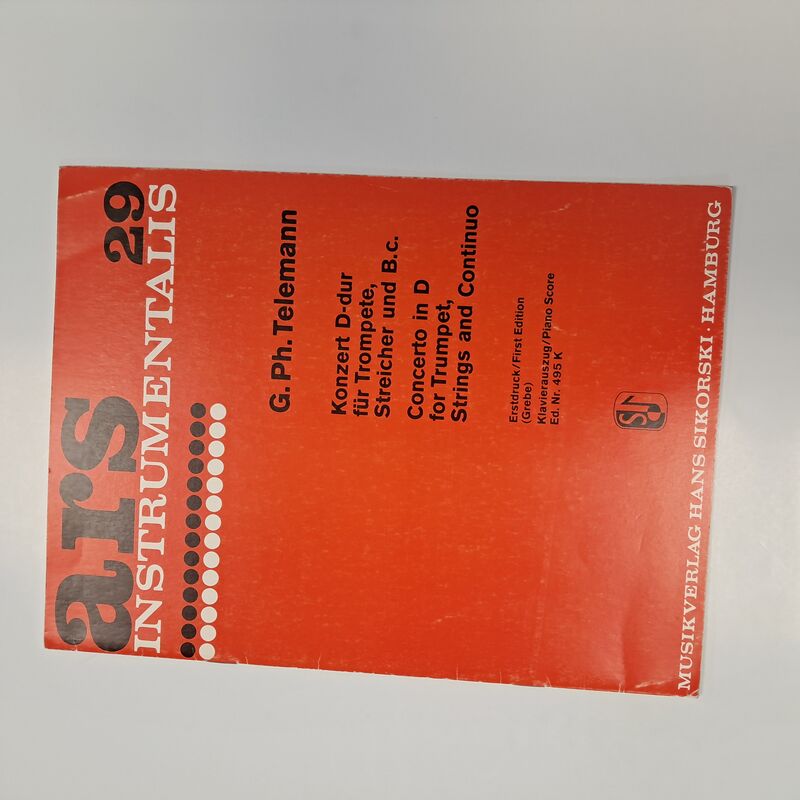 ars 29
INSTRUMENTALIS
G. Ph. Telemann
Konzert D-dur
für Trompete,
Streicher und B.c.
Concerto in D
for Trumpet,
Strings and Continuo
Erstdruck/First Edition
(Grebe)
Klavierauszug/Piano Score
Ed. Nr. 495 K
MUSIKVERLAG HANS SIKORSKI · HAMBURG